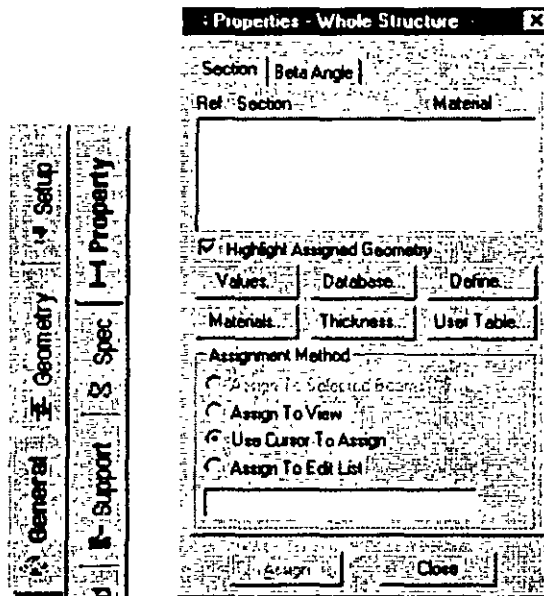 Properties - Whole Structure
Section Beta Angle
Ref Section Material
Highlight Assigned Geometry
Values... Database... Define...
Materials... Thickness... User Table...
Assignment Method
Assign To Selected Beams
Assign To View
Use Cursor To Assign
Assign To Edit List
Assign Close
General Geometry Setup
Support Spec Property